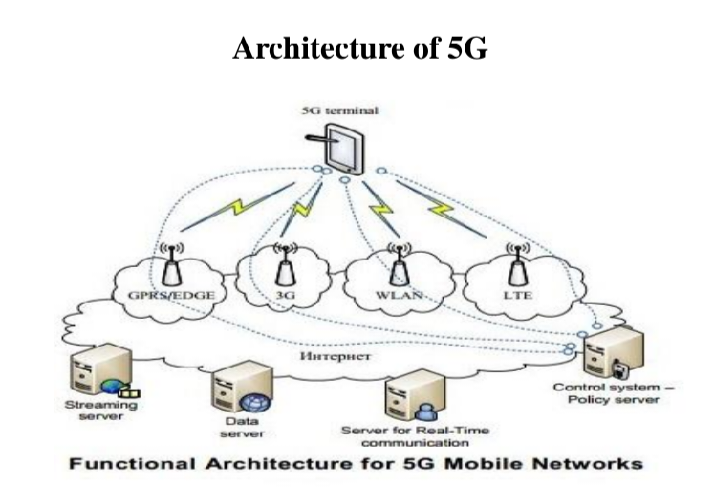 Architecture of 5G
5G terminal
GPRS/EDGE
3G
WLAN
LTE
Интернет
Streaming
server
Data
server
Server for Real-Time
communication
Control system –
Policy server
Functional Architecture for 5G Mobile Networks